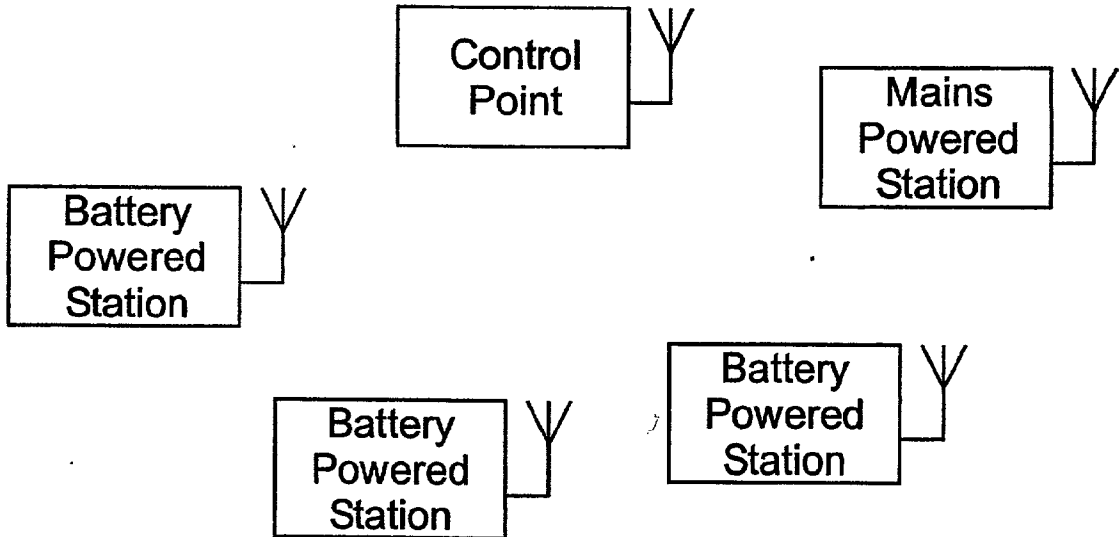 Control
Point
Mains
Powered
Station
Battery
Powered
Station
Battery
Powered
Station
Battery
Powered
Station